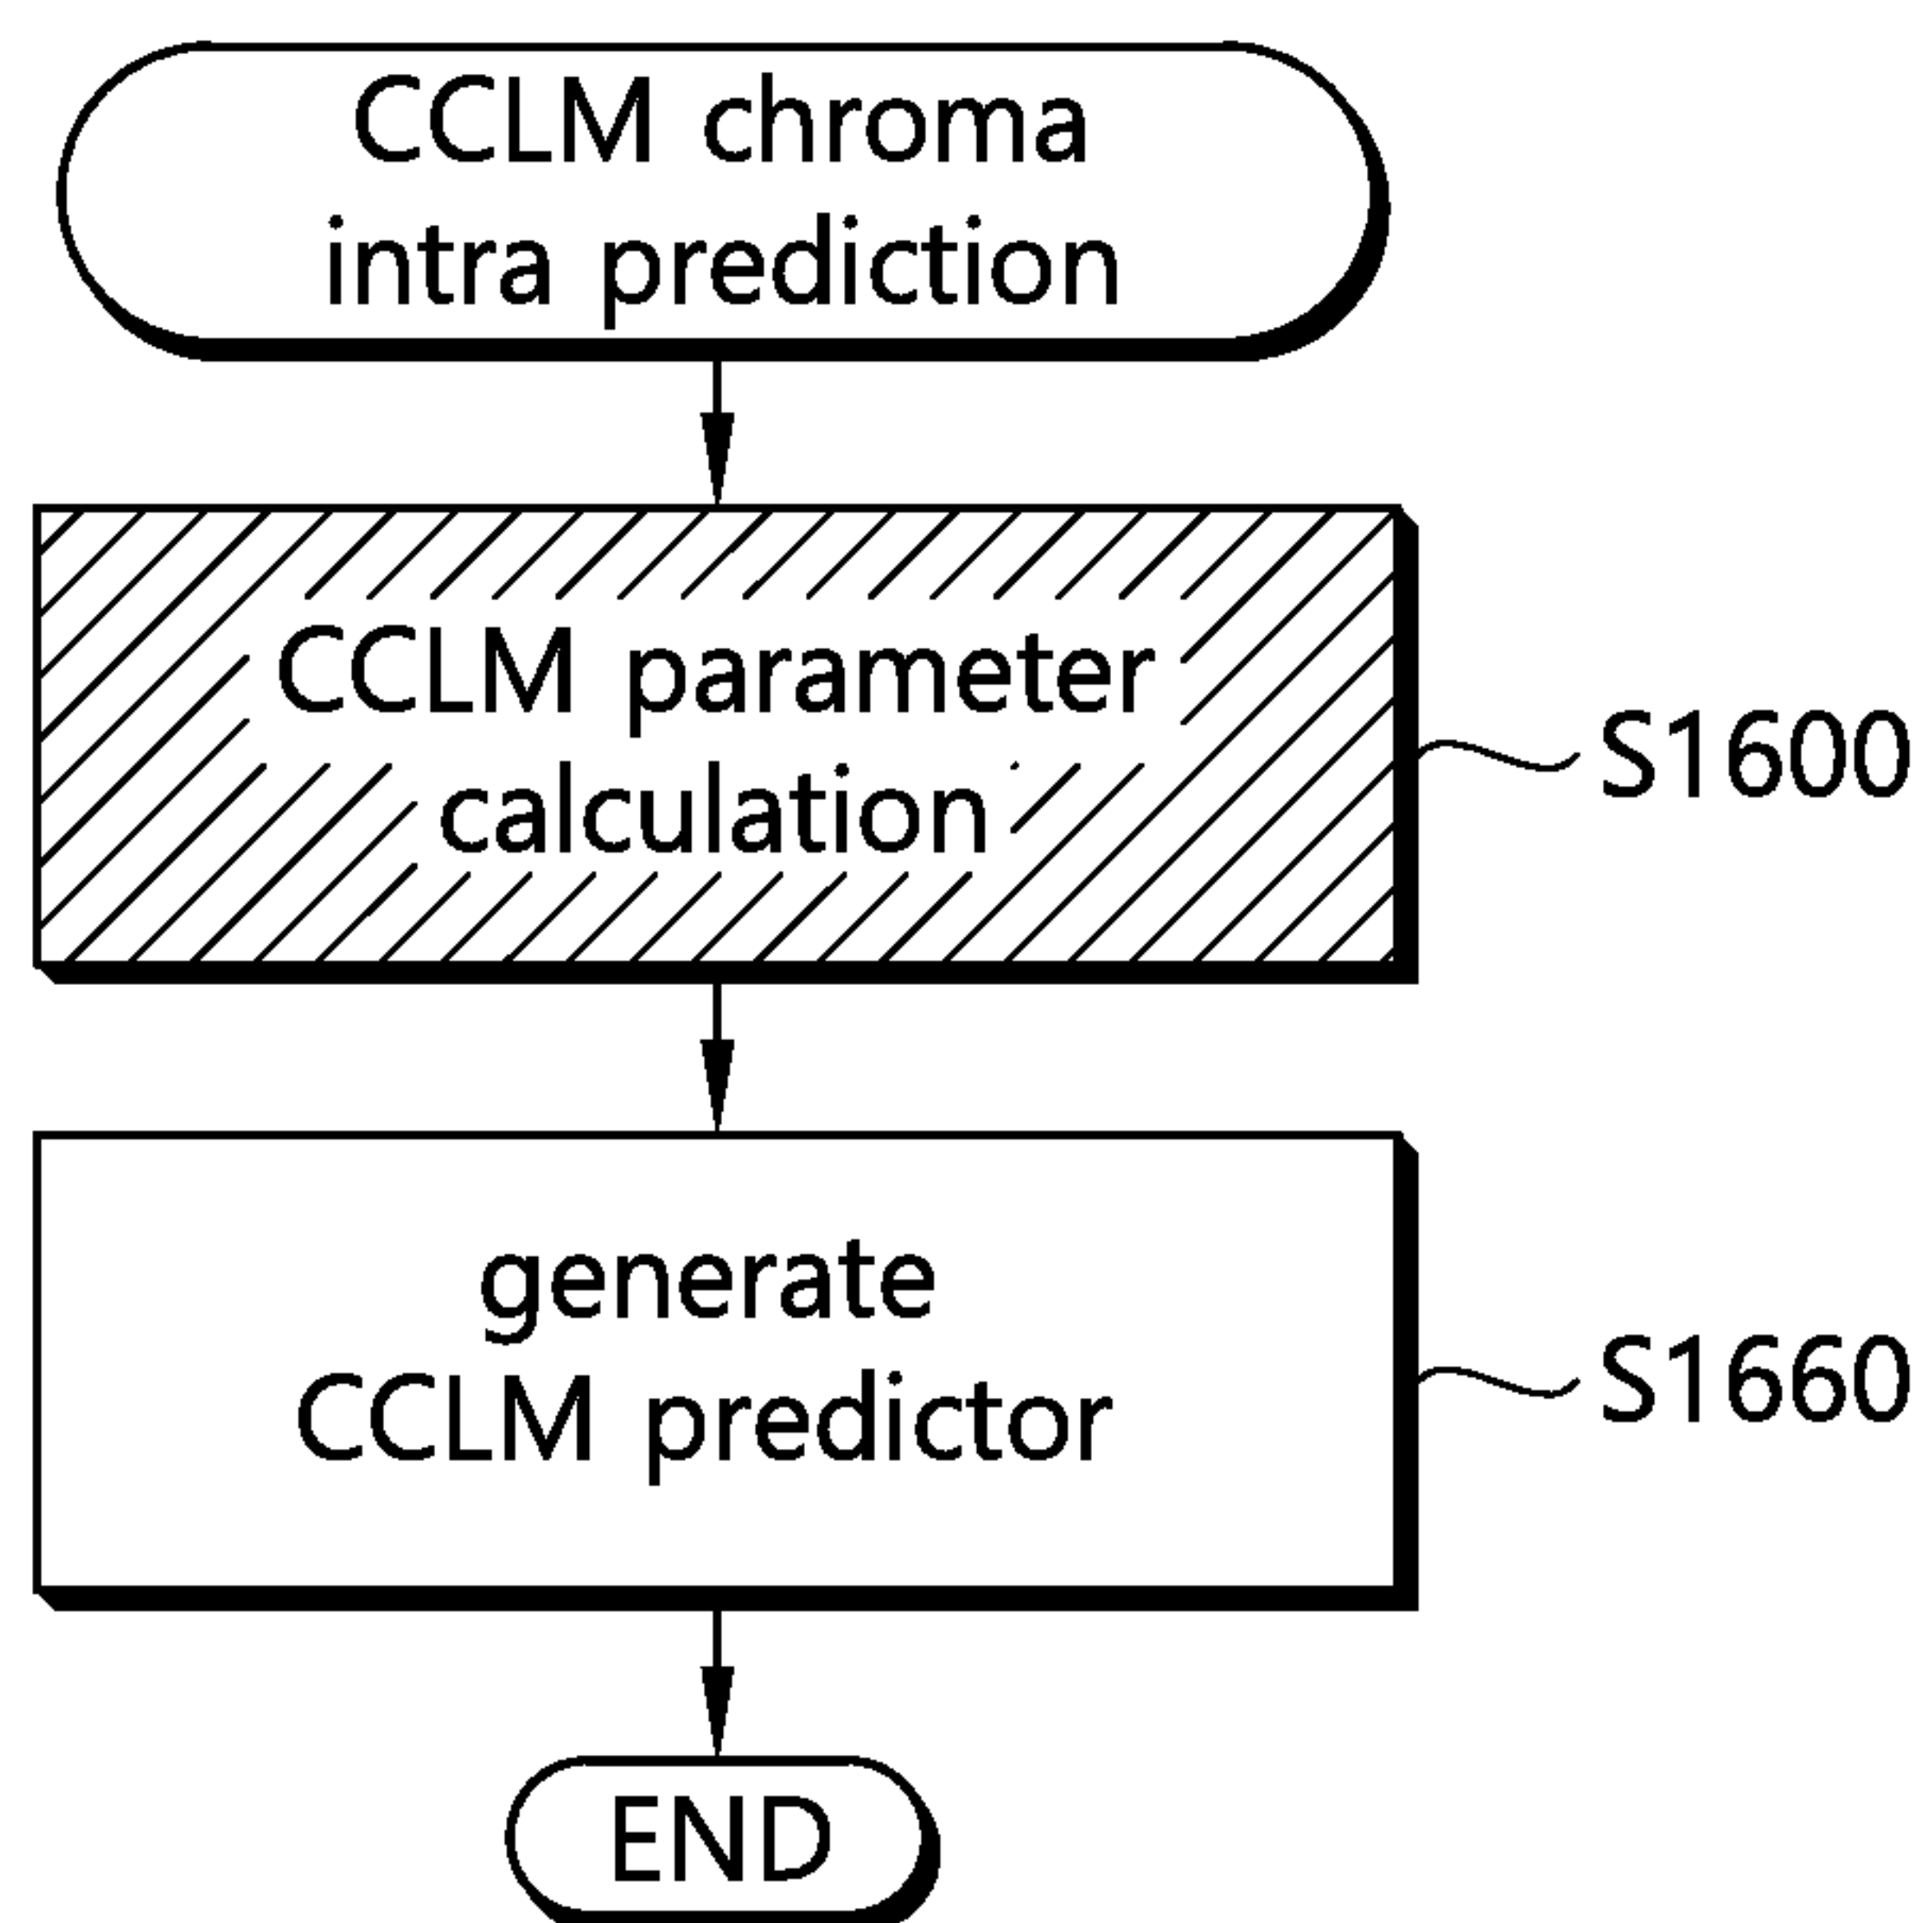 CCLM chroma
intra prediction
CCLM parameter
calculation
S1600
generate
CCLM predictor
S1660
END